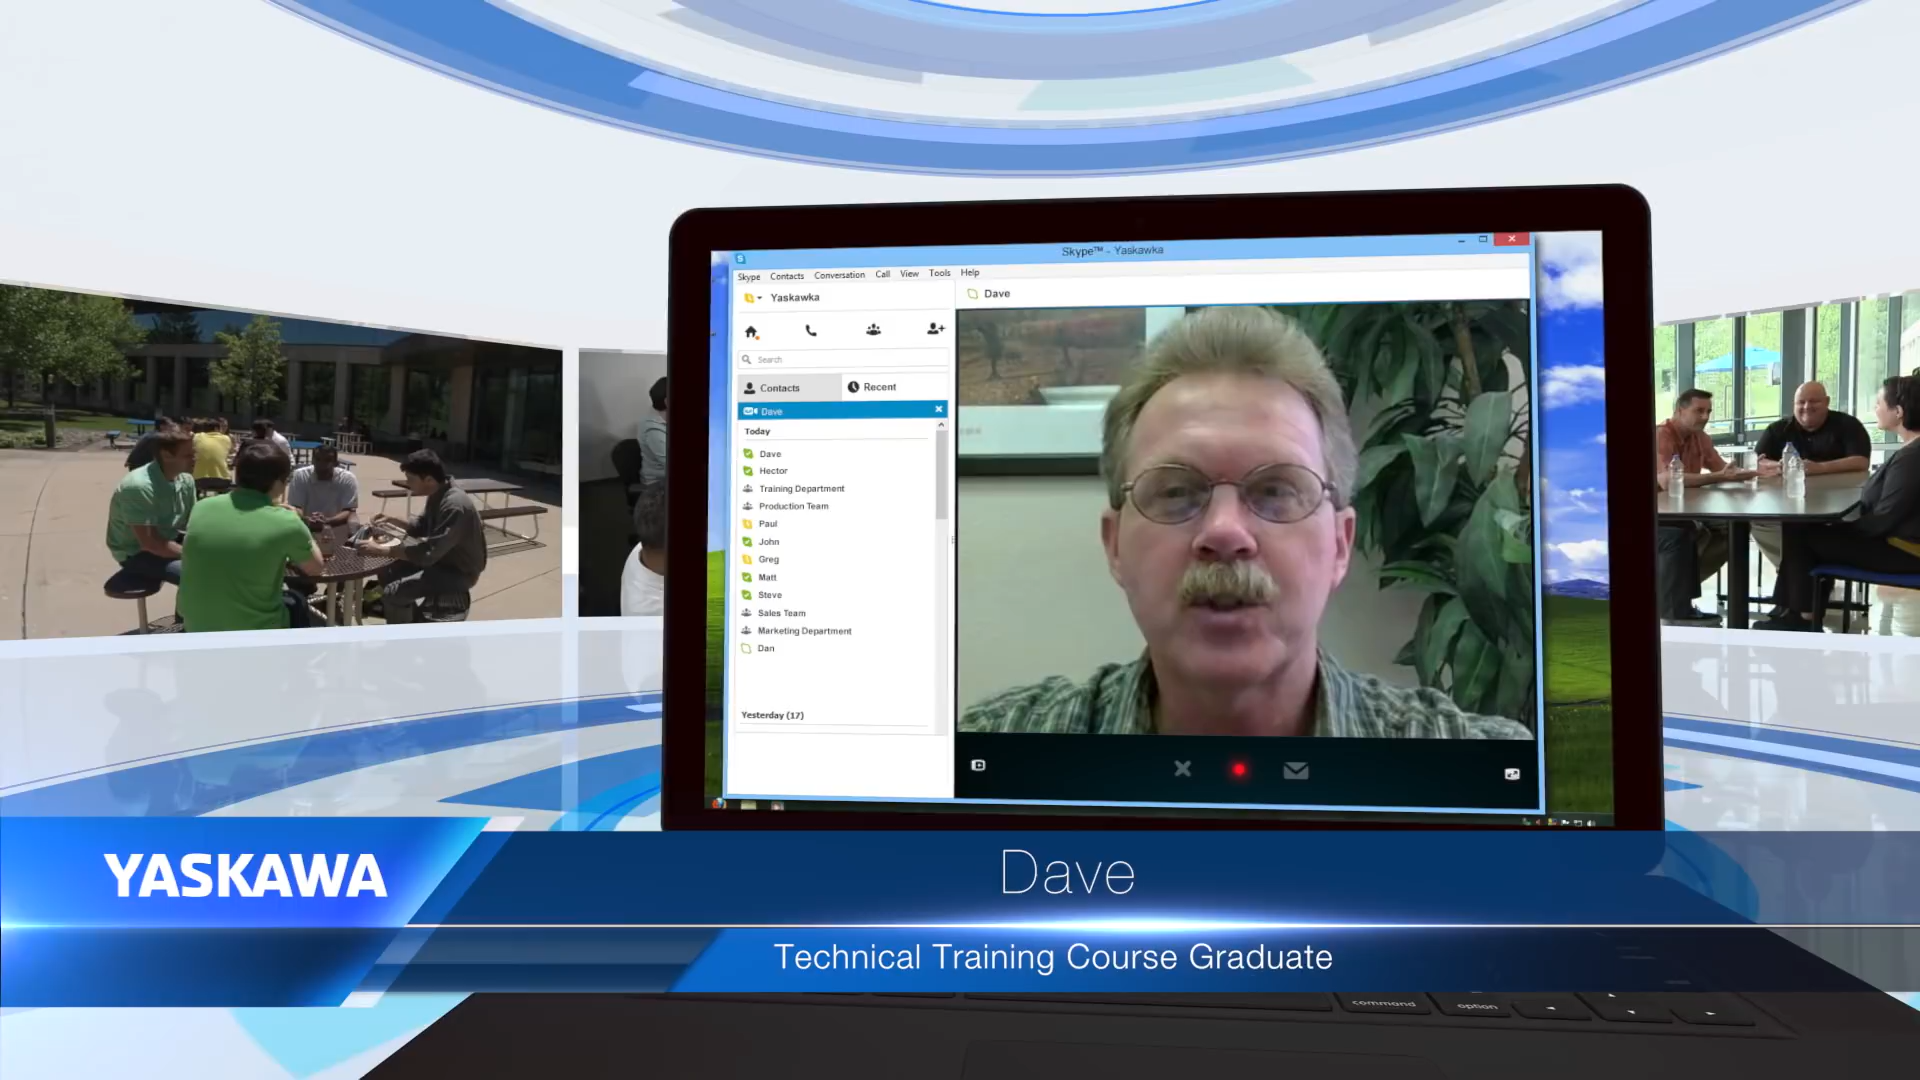 Skype™ - Yaskawka
Skype Contacts Conversation Call View Tools Help
Yaskawka
Dave
Search
Contacts
Recent
Dave
Today
Dave
Hector
Training Department
Production Team
Paul
John
Greg
Matt
Steve
Sales Team
Marketing Department
Dan
Yesterday (17)
YASKAWA
Dave
Technical Training Course Graduate
command
option